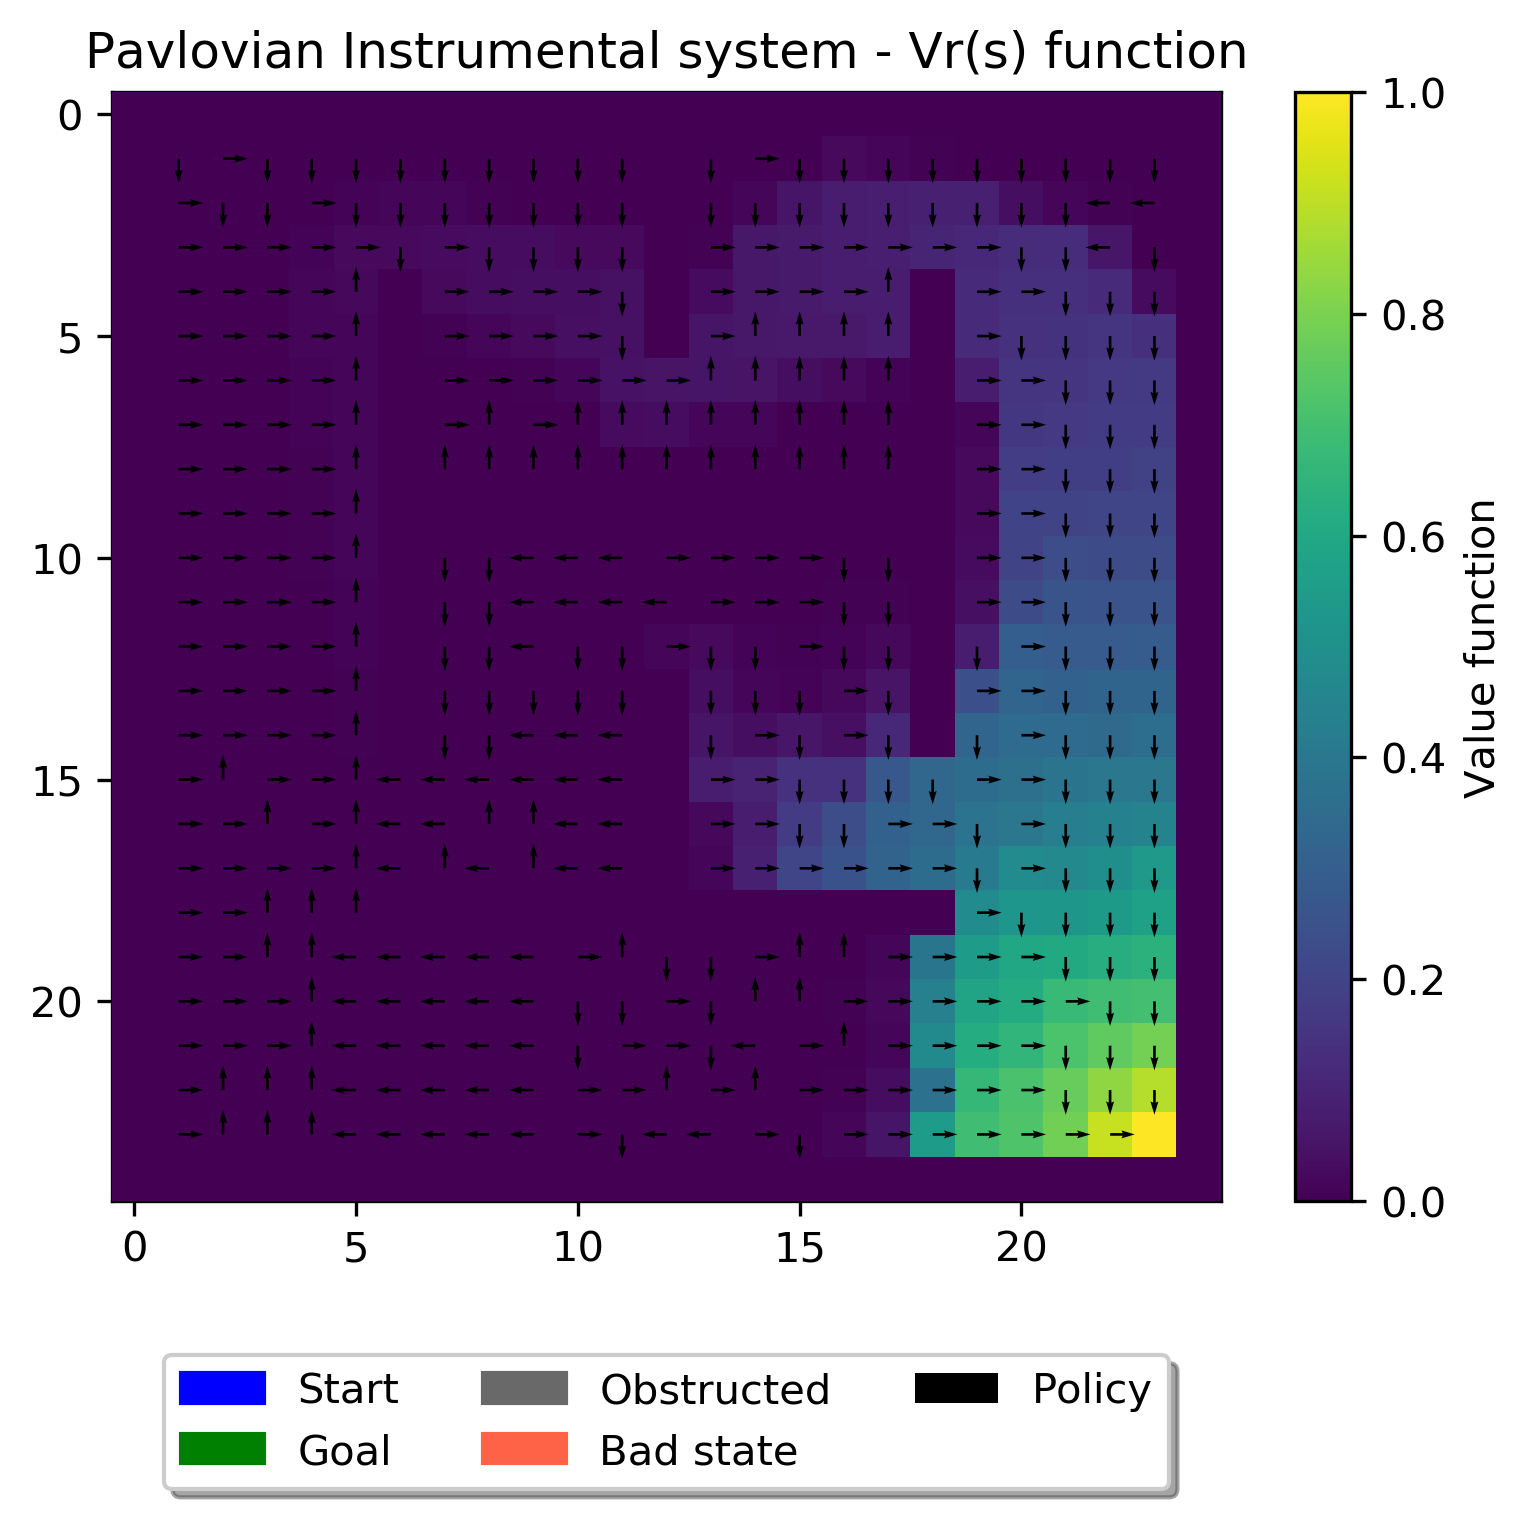 Pavlovian Instrumental system - Vr(s) function
0
5
10
15
20
0 5 10 15 20
1.0
0.8
0.6
0.4
0.2
0.0
Value function
Start Obstructed Policy
Goal Bad state